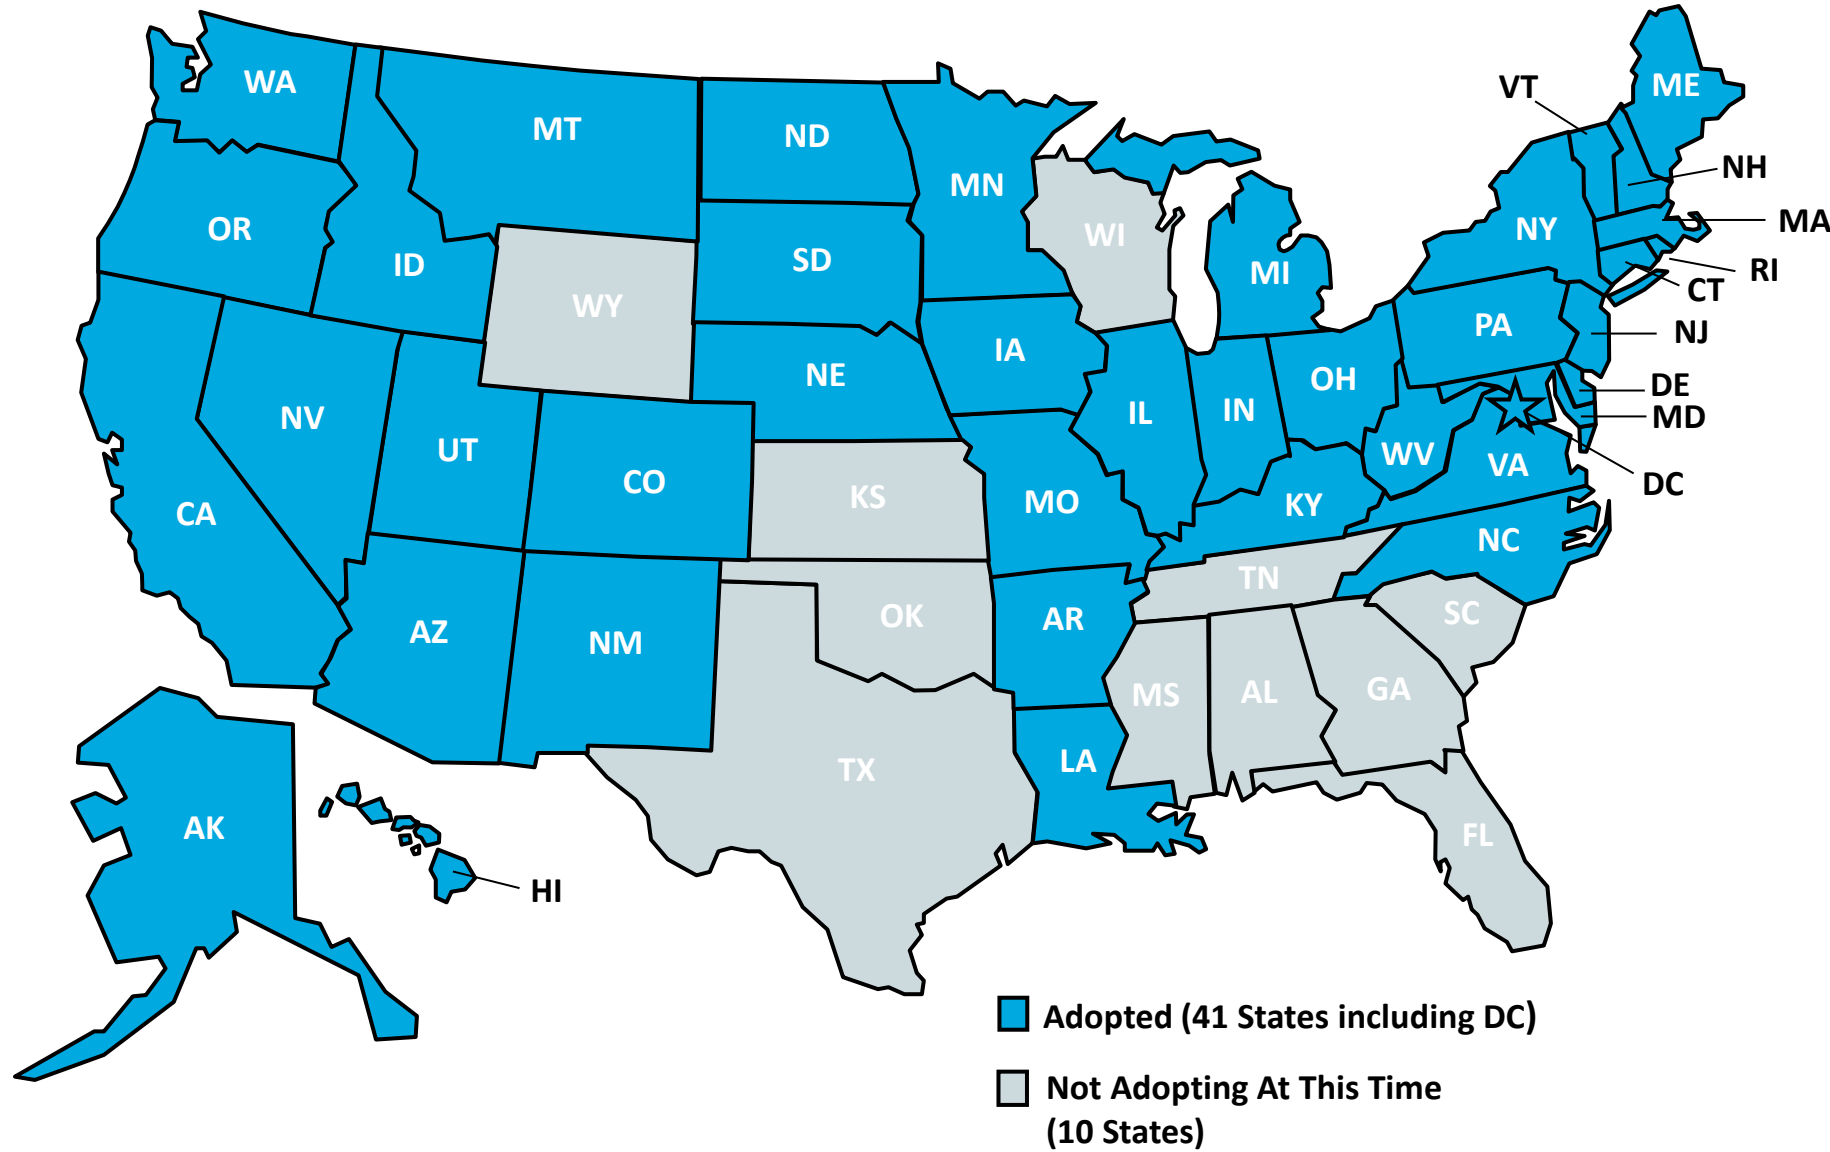 WA
MT
ND
MN
VT
ME
NH
OR
ID
SD
WI
MI
NY
MA
RI
CT
WY
IA
PA
NJ
NE
OH
DE
NV
UT
CO
IL
IN
WV
VA
MD
DC
CA
KS
MO
KY
NC
TN
AZ
NM
OK
AR
SC
MS
AL
GA
TX
LA
FL
AK
HI
Adopted (41 States including DC)
Not Adopting At This Time
(10 States)